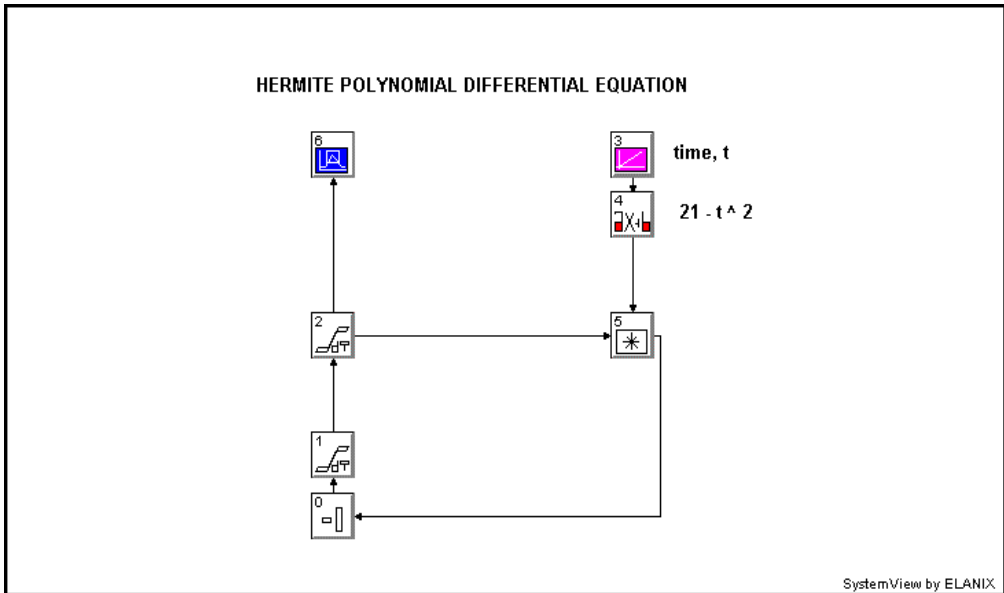 HERMITE POLYNOMIAL DIFFERENTIAL EQUATION
6
3
time, t
4
21 - t ^ 2
2
5
1
0
SystemView by ELANIX